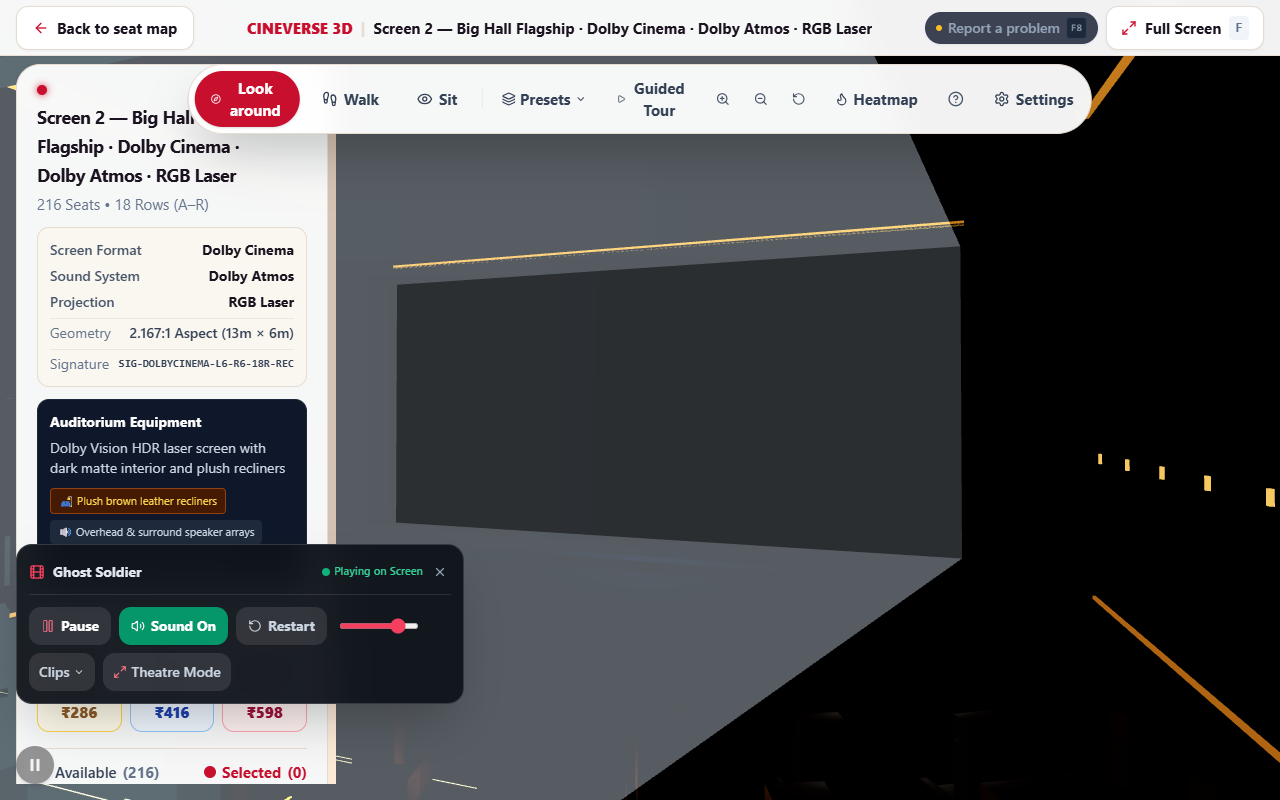 Back to seat map
CINEVERSE 3D | Screen 2 — Big Hall Flagship · Dolby Cinema · Dolby Atmos · RGB Laser
Report a problem F8
Full Screen F
Look around
Walk
Sit
Presets
Guided Tour
Heatmap
Settings
Screen 2 — Big Hall
Flagship · Dolby Cinema ·
Dolby Atmos · RGB Laser
216 Seats • 18 Rows (A–R)
Screen Format Dolby Cinema
Sound System Dolby Atmos
Projection RGB Laser
Geometry 2.167:1 Aspect (13m × 6m)
Signature SIG-DOLBYCINEMA-L6-R6-18R-REC
Auditorium Equipment
Dolby Vision HDR laser screen with
dark matte interior and plush recliners
Plush brown leather recliners
Overhead & surround speaker arrays
Ghost Soldier
Playing on Screen
Pause
Sound On
Restart
Clips
Theatre Mode
₹286 ₹416 ₹598
Available (216) Selected (0)